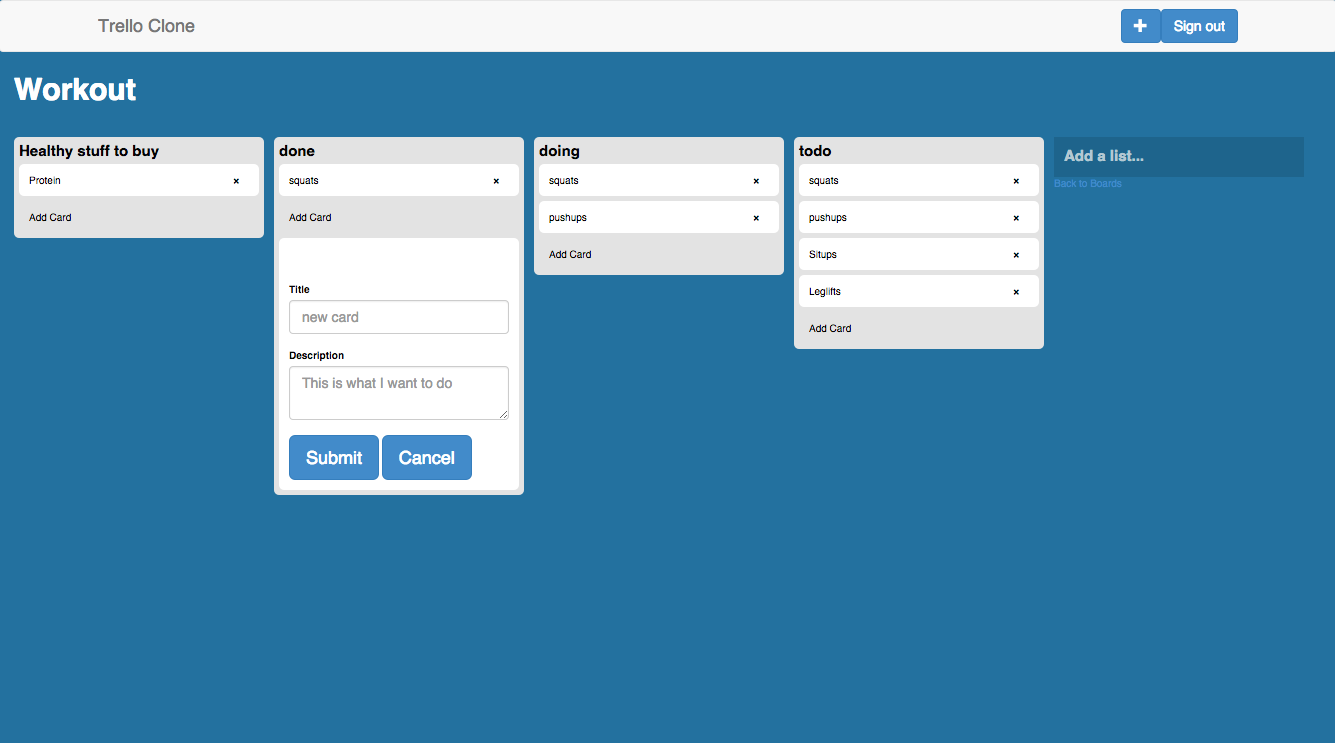 Trello Clone
+ Sign out
Workout
Healthy stuff to buy
Protein ×
Add Card
done
squats ×
Add Card
Title
new card
Description
This is what I want to do
Submit Cancel
doing
squats ×
pushups ×
Add Card
todo
squats ×
pushups ×
Situps ×
Leglifts ×
Add Card
Add a list...
Back to Boards